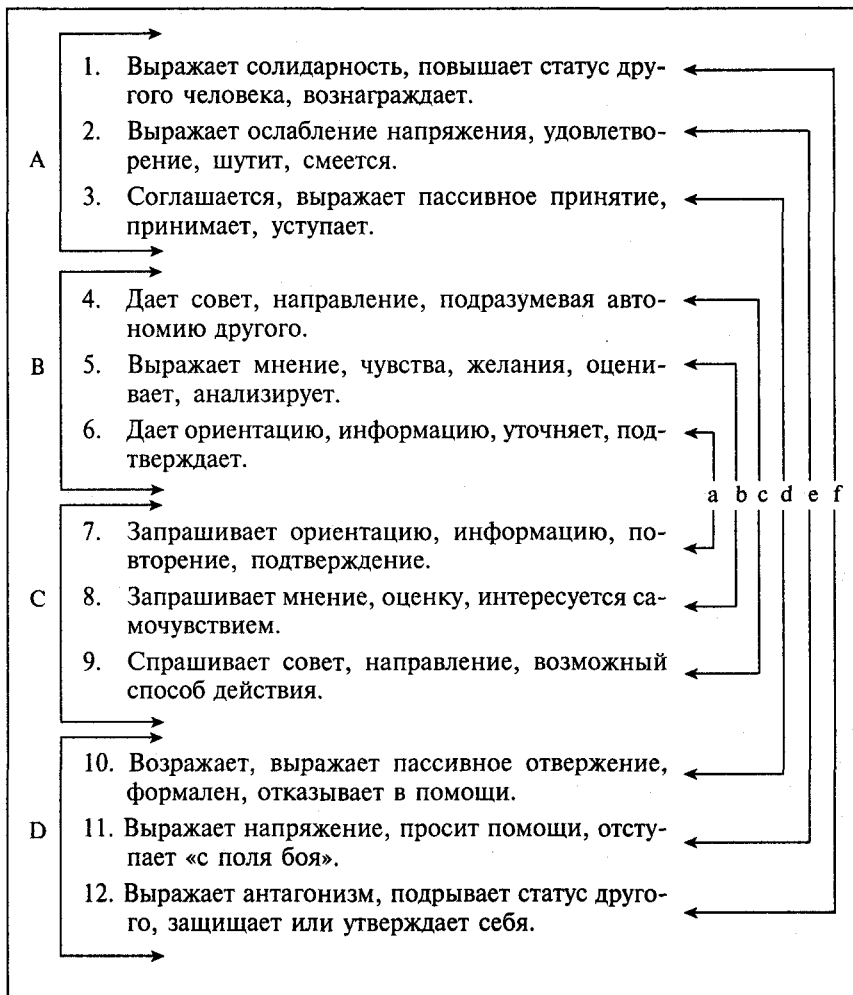 1. Выражает солидарность, повышает статус дру-
гого человека, вознаграждает.
2. Выражает ослабление напряжения, удовлетво-
рение, шутит, смеется.
A
3. Соглашается, выражает пассивное принятие,
принимает, уступает.
4. Дает совет, направление, подразумевая авто-
номию другого.
B
5. Выражает мнение, чувства, желания, оцени-
вает, анализирует.
6. Дает ориентацию, информацию, уточняет, под-
тверждает.
a b c d e f
7. Запрашивает ориентацию, информацию, по-
вторение, подтверждение.
C
8. Запрашивает мнение, оценку, интересуется са-
мочувствием.
9. Спрашивает совет, направление, возможный
способ действия.
10. Возражает, выражает пассивное отвержение,
формален, отказывает в помощи.
D
11. Выражает напряжение, просит помощи, отсту-
пает «с поля боя».
12. Выражает антагонизм, подрывает статус друго-
го, защищает или утверждает себя.